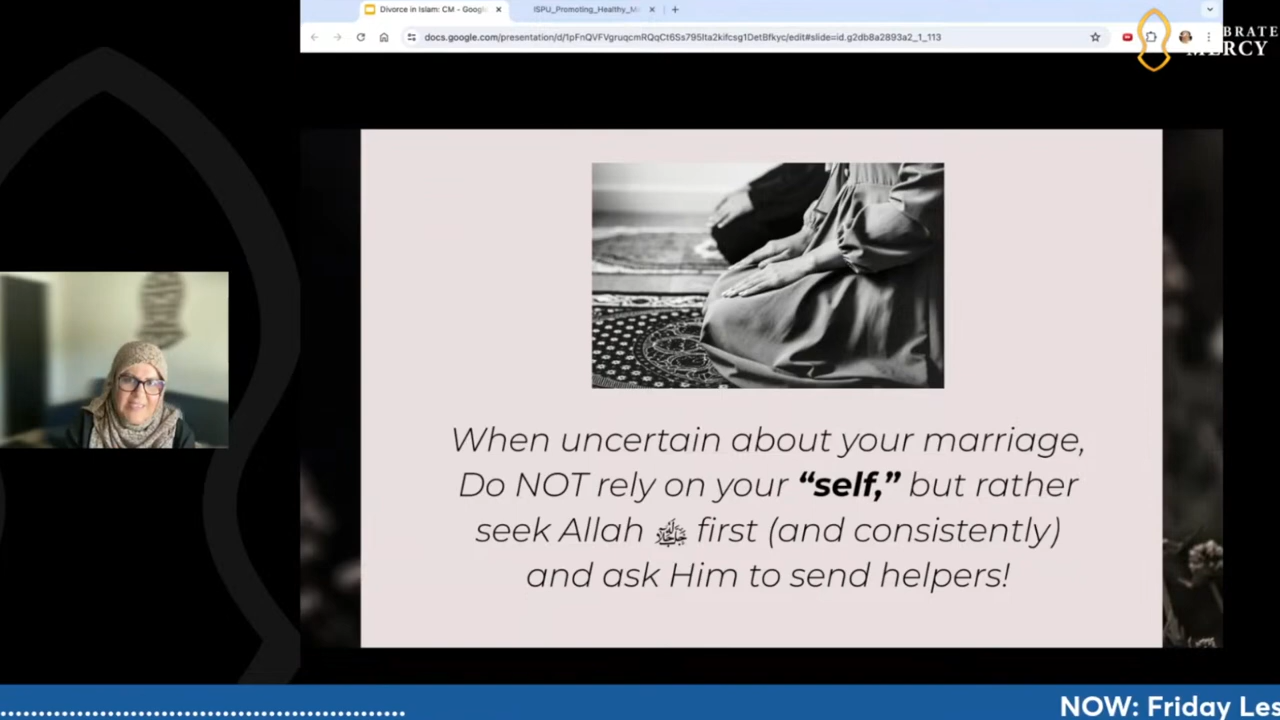 Divorce in Islam: CM - Googl
ISPU_Promoting_Healthy_M
docs.google.com/presentation/d/1pFnQVFVgruqcmRQqCt6Ss795Ita2kifcsg1DetBfkyc/edit#slide=id.g2db8a2893a2_1_113
BRATE
MERCY
When uncertain about your marriage,
Do NOT rely on your “self,” but rather
seek Allah ﷻ first (and consistently)
and ask Him to send helpers!
NOW: Friday Les